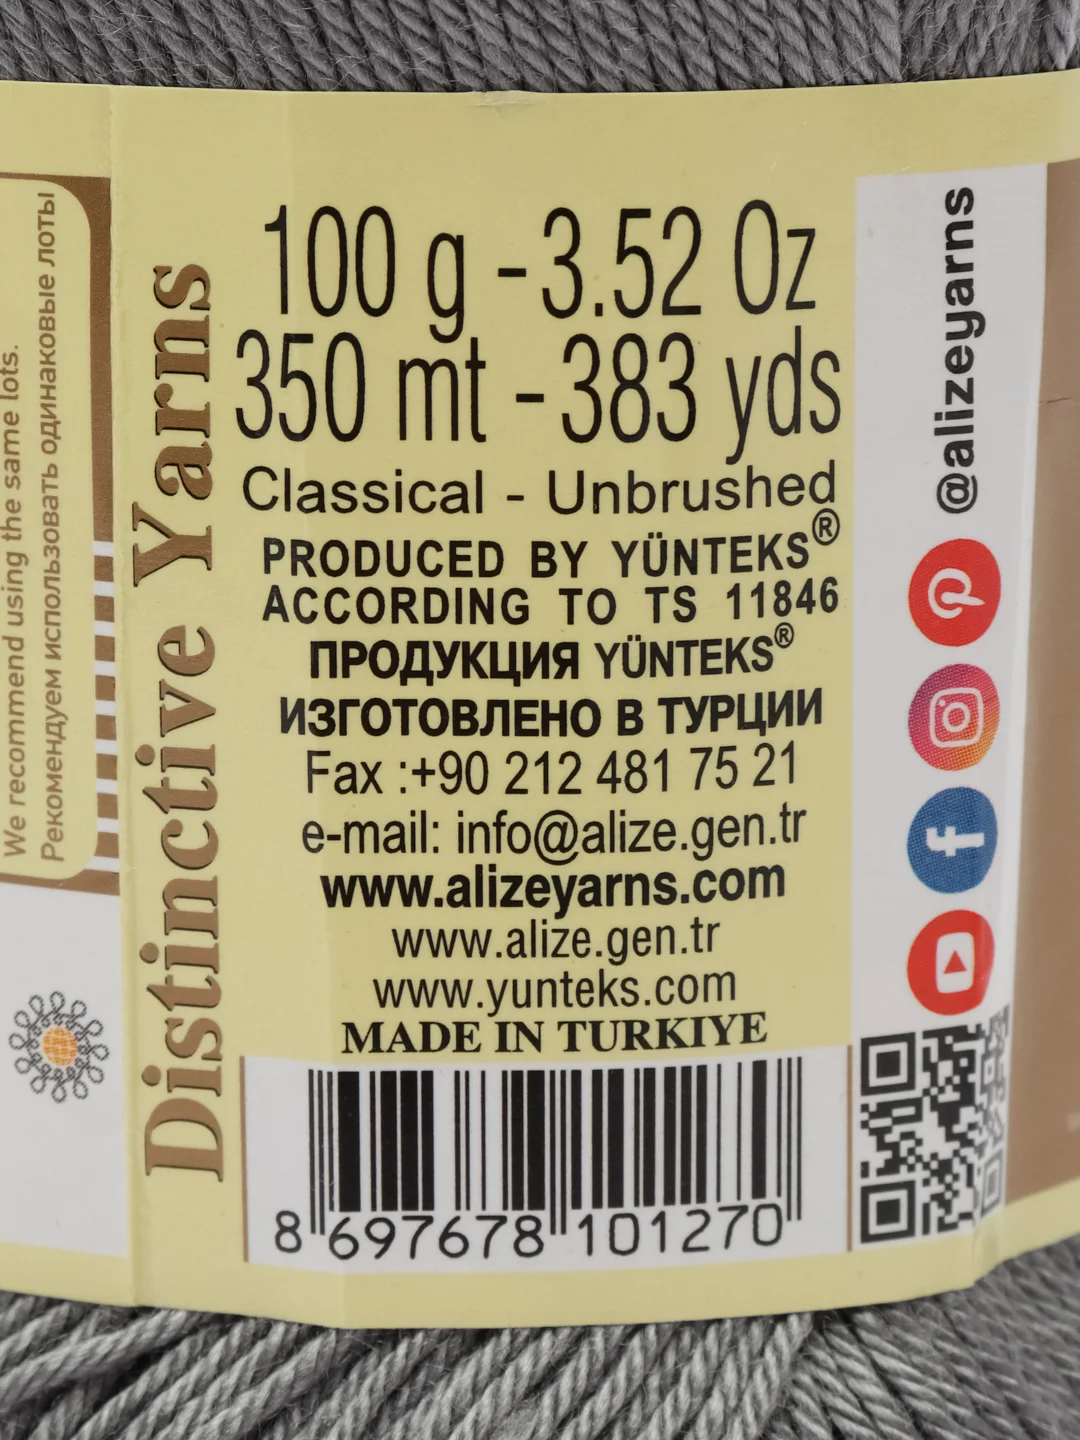 We recommend using the same lots.
Рекомендуем использовать одинаковые лоты
Distinctive Yarns
100 g - 3.52 Oz
350 mt - 383 yds
Classical - Unbrushed
PRODUCED BY YÜNTEKS®
ACCORDING TO TS 11846
ПРОДУКЦИЯ YÜNTEKS®
ИЗГОТОВЛЕНО В ТУРЦИИ
Fax :+90 212 481 75 21
e-mail: info@alize.gen.tr
www.alizeyarns.com
www.alize.gen.tr
www.yunteks.com
MADE IN TURKIYE
8 697678 101270
@alizeyarns